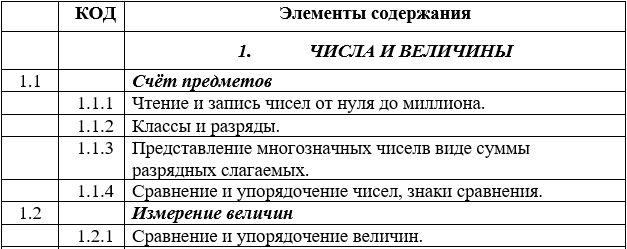 КОД Элементы содержания
1. ЧИСЛА И ВЕЛИЧИНЫ
1.1 Счёт предметов
1.1.1 Чтение и запись чисел от нуля до миллиона.
1.1.2 Классы и разряды.
1.1.3 Представление многозначных чиселв виде суммы
разрядных слагаемых.
1.1.4 Сравнение и упорядочение чисел, знаки сравнения.
1.2 Измерение величин
1.2.1 Сравнение и упорядочение величин.